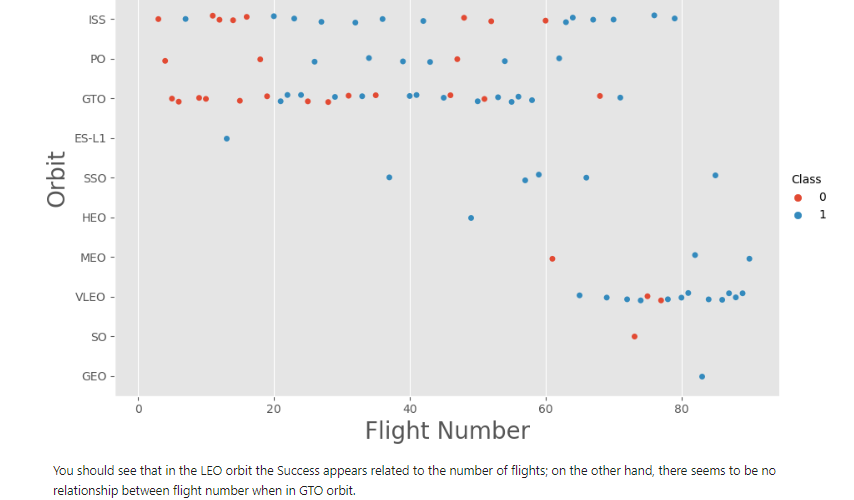 ISS
PO
GTO
ES-L1
SSO
HEO
MEO
VLEO
SO
GEO
Orbit
0 20 40 60 80
Flight Number
Class
0
1
You should see that in the LEO orbit the Success appears related to the number of flights; on the other hand, there seems to be no
relationship between flight number when in GTO orbit.